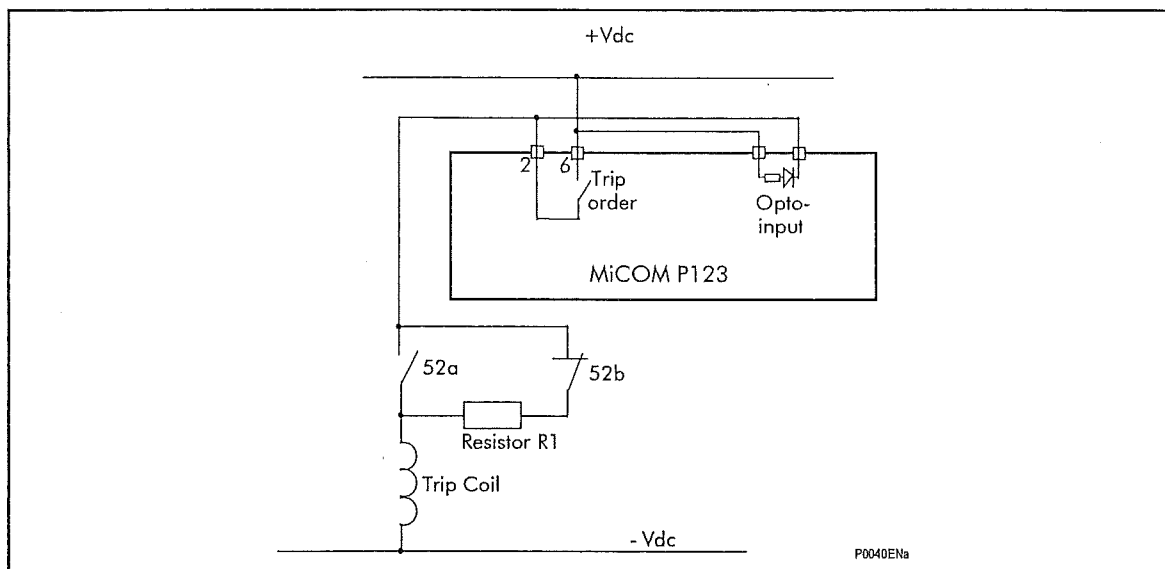 +Vdc
2
6
Trip
order
Opto-
input
MiCOM P123
52a
52b
Resistor R1
Trip Coil
- Vdc
P0040ENa